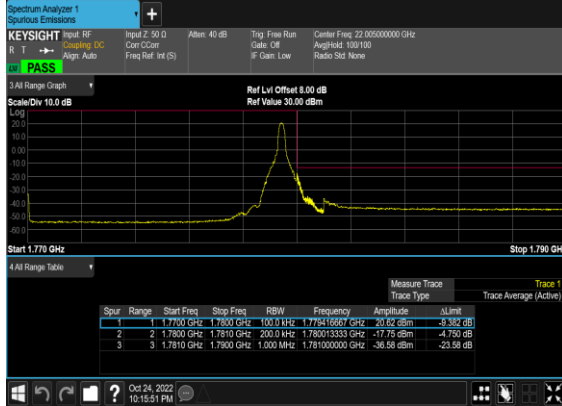 Spectrum Analyzer 1
Spurious Emissions
+
KEYSIGHT Input: RF Input Z: 50 Ω Atten: 40 dB Trig: Free Run Center Freq: 22.005000000 GHz
R T Coupling: DC Corr CCorr Gate: Off Avg|Hold: 100/100
Align: Auto Freq Ref: Int (S) IF Gain: Low Radio Std: None
PASS
3 All Range Graph
Ref Lvl Offset 8.00 dB
Scale/Div 10.0 dB Ref Value 30.00 dBm
Log
20.0
10.0
0.00
-10.0
-20.0
-30.0
-40.0
-50.0
-60.0
Start 1.770 GHz Stop 1.790 GH
4 All Range Table
Measure Trace Trace 1
Trace Type Trace Average (Active)
Spur Range Start Freq Stop Freq RBW Frequency Amplitude ΔLimit
1 1 1.7700 GHz 1.7800 GHz 100.0 kHz 1.779416667 GHz 20.62 dBm -9.382 dB
2 2 1.7800 GHz 1.7810 GHz 200.0 kHz 1.780013333 GHz -17.75 dBm -4.750 dB
3 3 1.7810 GHz 1.7900 GHz 1.000 MHz 1.781000000 GHz -36.58 dBm -23.58 dB
? Oct 24, 2022
10:15:51 PM